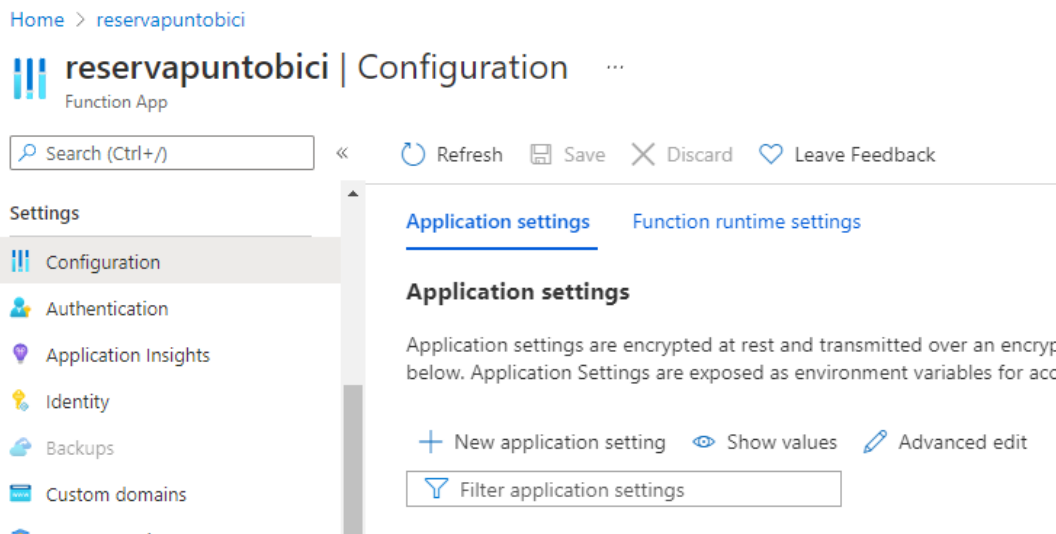 Home > reservapuntobici
reservapuntobici | Configuration ...
Function App
Search (Ctrl+/)
«
Refresh Save Discard Leave Feedback
Settings
Configuration
Authentication
Application Insights
Identity
Backups
Custom domains
Application settings Function runtime settings
Application settings
Application settings are encrypted at rest and transmitted over an encryp
below. Application Settings are exposed as environment variables for acc
New application setting Show values Advanced edit
Filter application settings